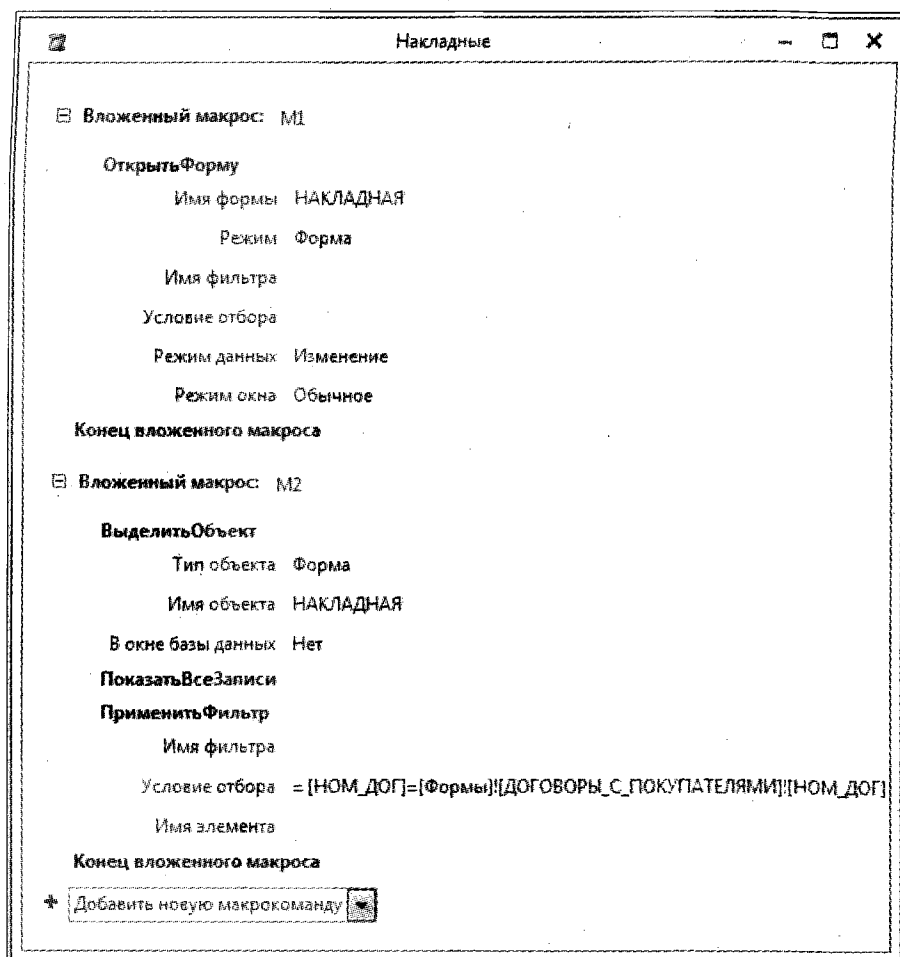 Накладные
Вложенный макрос: M1
ОткрытьФорму
Имя формы НАКЛАДНАЯ
Режим Форма
Имя фильтра
Условие отбора
Режим данных Изменение
Режим окна Обычное
Конец вложенного макроса
Вложенный макрос: M2
ВыделитьОбъект
Тип объекта Форма
Имя объекта НАКЛАДНАЯ
В окне базы данных Нет
ПоказатьВсеЗаписи
ПрименитьФильтр
Имя фильтра
Условие отбора = [НОМ_ДОГ]=[Формы]![ДОГОВОРЫ_С_ПОКУПАТЕЛЯМИ]![НОМ_ДОГ]
Имя элемента
Конец вложенного макроса
Добавить новую макрокоманду